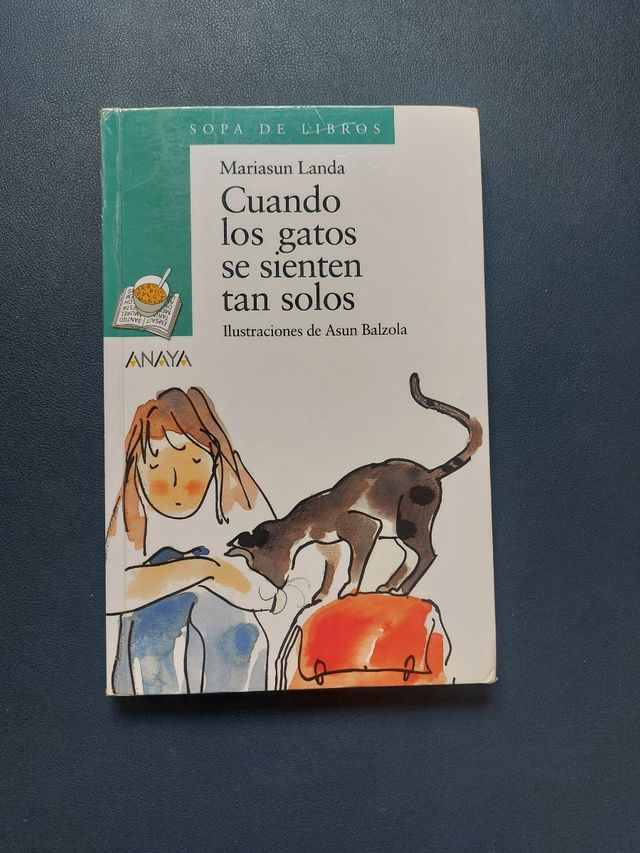 SOPA DE LIBROS
Mariasun Landa
Cuando
los gatos
se sienten
tan solos
Ilustraciones de Asun Balzola
ANAYA